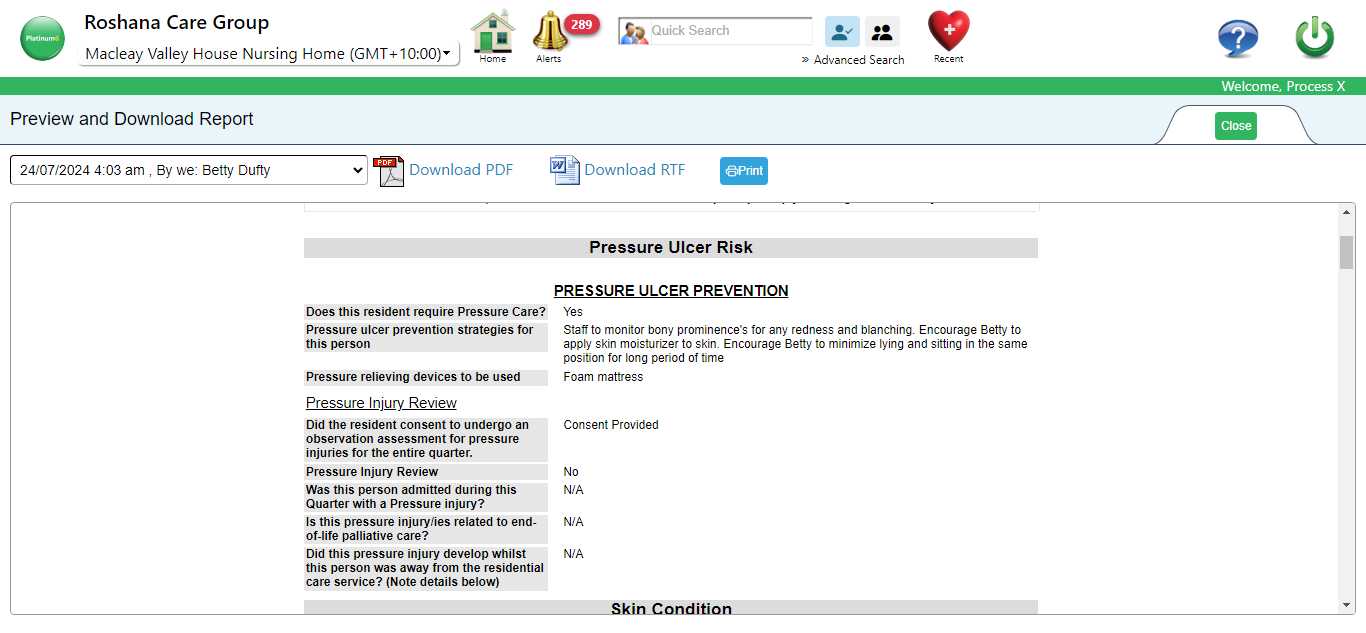 Platinum6
Roshana Care Group
Macleay Valley House Nursing Home (GMT+10:00)
Home
289
Alerts
Quick Search
» Advanced Search
Recent
Welcome, Process X
Preview and Download Report
Close
24/07/2024 4:03 am , By we: Betty Dufty
PDF
Download PDF
W
Download RTF
Print
Pressure Ulcer Risk
PRESSURE ULCER PREVENTION
Does this resident require Pressure Care?
Yes
Pressure ulcer prevention strategies for
this person
Staff to monitor bony prominence's for any redness and blanching. Encourage Betty to
apply skin moisturizer to skin. Encourage Betty to minimize lying and sitting in the same
position for long period of time
Pressure relieving devices to be used
Foam mattress
Pressure Injury Review
Did the resident consent to undergo an
observation assessment for pressure
injuries for the entire quarter.
Consent Provided
Pressure Injury Review
No
Was this person admitted during this
Quarter with a Pressure injury?
N/A
Is this pressure injury/ies related to end-
of-life palliative care?
N/A
Did this pressure injury develop whilst
this person was away from the residential
care service? (Note details below)
N/A
Skin Condition